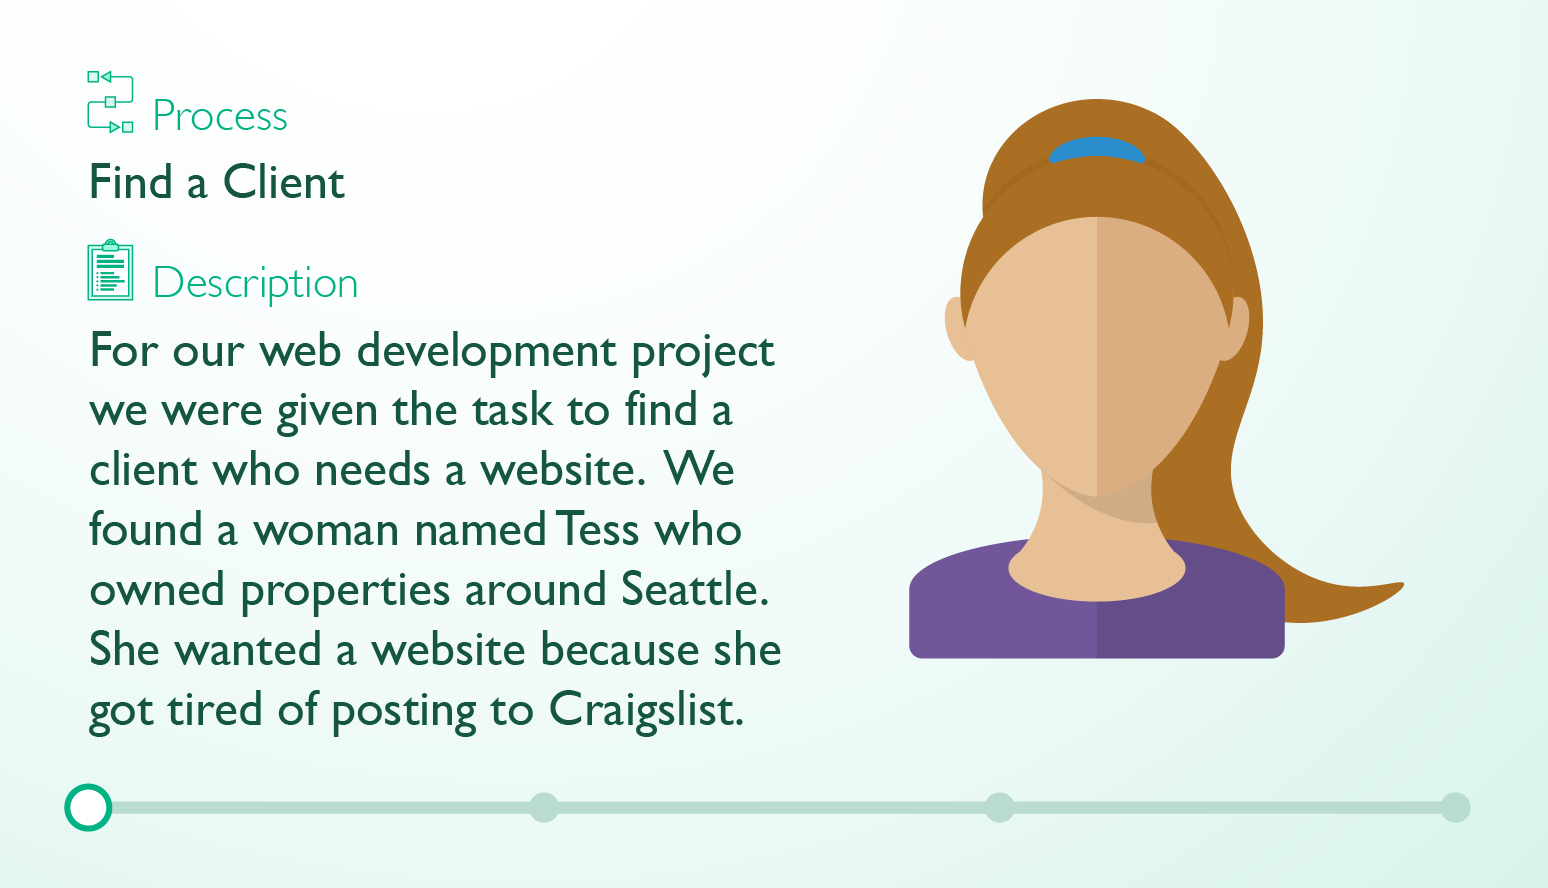 Process
Find a Client
Description
For our web development project
we were given the task to find a
client who needs a website. We
found a woman named Tess who
owned properties around Seattle.
She wanted a website because she
got tired of posting to Craigslist.